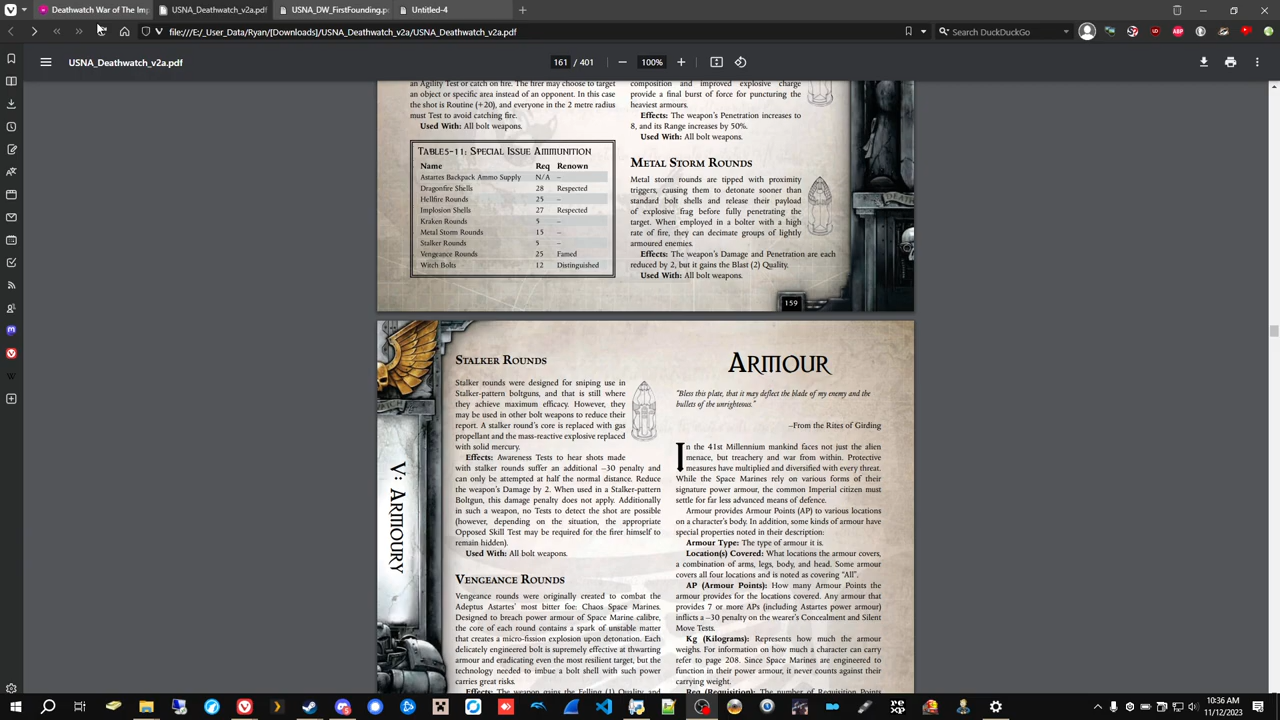 Deathwatch War of The Im
USNA_Deathwatch_v2a.pdf
USNA_DW_FirstFounding.p
Untitled-4
file:///E:/_User_Data/Ryan/[Downloads]/USNA_Deathwatch_v2a/USNA_Deathwatch_v2a.pdf
Search DuckDuckGo
USNA_Deathwatch_v2a.pdf
161 / 401
100%
an Agility Test or catch on fire. The firer may choose to target
an object or specific area instead of an opponent. In this case
the shot is Routine (+20), and everyone in the 2 metre radius
must Test to avoid catching fire.
Used With: All bolt weapons.
Table 5-11: Special Issue Ammunition
Name Req Renown
Astartes Backpack Ammo Supply N/A –
Dragonfire Shells 28 Respected
Hellfire Rounds 25 –
Implosion Shells 27 Respected
Kraken Rounds 5 –
Metal Storm Rounds 15 –
Stalker Rounds 5 –
Vengeance Rounds 25 Famed
Witch Bolts 12 Distinguished
composition and improved explosive charge
provide a final burst of force for puncturing the
heaviest armours.
Effects: The weapon's Penetration increases to
8, and its Range increases by 50%.
Used With: All bolt weapons.
Metal Storm Rounds
Metal storm rounds are tipped with proximity
triggers, causing them to detonate sooner than
standard bolt shells and release their payload
of explosive frag before fully penetrating the
target. When employed in a bolter with a high
rate of fire, they can decimate groups of lightly
armoured enemies.
Effects: The weapon's Damage and Penetration are each
reduced by 2, but it gains the Blast (2) Quality.
Used With: All bolt weapons.
159
V: Armoury
Stalker Rounds
Stalker rounds were designed for sniping use in
Stalker-pattern boltguns, and that is still where
they achieve maximum efficacy. However, they
may be used in other bolt weapons to reduce their
report. A stalker round's core is replaced with gas
propellant and the mass-reactive explosive replaced
with solid mercury.
Effects: Awareness Tests to hear shots made
with stalker rounds suffer an additional –30 penalty and
can only be attempted at half the normal distance. Reduce
the weapon's Damage by 2. When used in a Stalker-pattern
Boltgun, this damage penalty does not apply. Additionally
in such a weapon, no Tests to detect the shot are possible
(however, depending on the situation, the appropriate
Opposed Skill Test may be required for the firer himself to
remain hidden).
Used With: All bolt weapons.
Vengeance Rounds
Vengeance rounds were originally created to combat the
Adeptus Astartes' most bitter foe: Chaos Space Marines.
Designed to breach power armour of Space Marine calibre,
the core of each round contains a spark of unstable matter
that creates a micro-fission explosion upon detonation. Each
delicately engineered bolt is supremely effective at thwarting
armour and eradicating even the most resilient target, but the
technology needed to imbue a bolt shell with such power
carries great risks.
Effects: The weapon gains the Felling (1) Quality, and
Armour
"Bless this plate, that it may deflect the blade of my enemy and the
bullets of the unrighteous."
–From the Rites of Girding
In the 41st Millennium mankind faces not just the alien
menace, but treachery and war from within. Protective
measures have multiplied and diversified with every threat.
While the Space Marines rely on various forms of their
signature power armour, the common Imperial citizen must
settle for far less advanced means of defence.
Armour provides Armour Points (AP) to various locations
on a character's body. In addition, some kinds of armour have
special properties noted in their description:
Armour Type: The type of armour it is.
Location(s) Covered: What locations the armour covers,
a combination of arms, legs, body, and head. Some armour
covers all four locations and is noted as covering "All".
AP (Armour Points): How many Armour Points the
armour provides for the locations covered. Any armour that
provides 7 or more APs (including Astartes power armour)
inflicts a –30 penalty on the wearer's Concealment and Silent
Move Tests.
Kg (Kilograms): Represents how much the armour
weighs. For information on how much a character can carry
refer to page 208. Since Space Marines are engineered to
function in their power armour, it never counts against their
carrying weight.
Req (Requisition): The number of Requisition Points
10:36 AM
11/12/2023